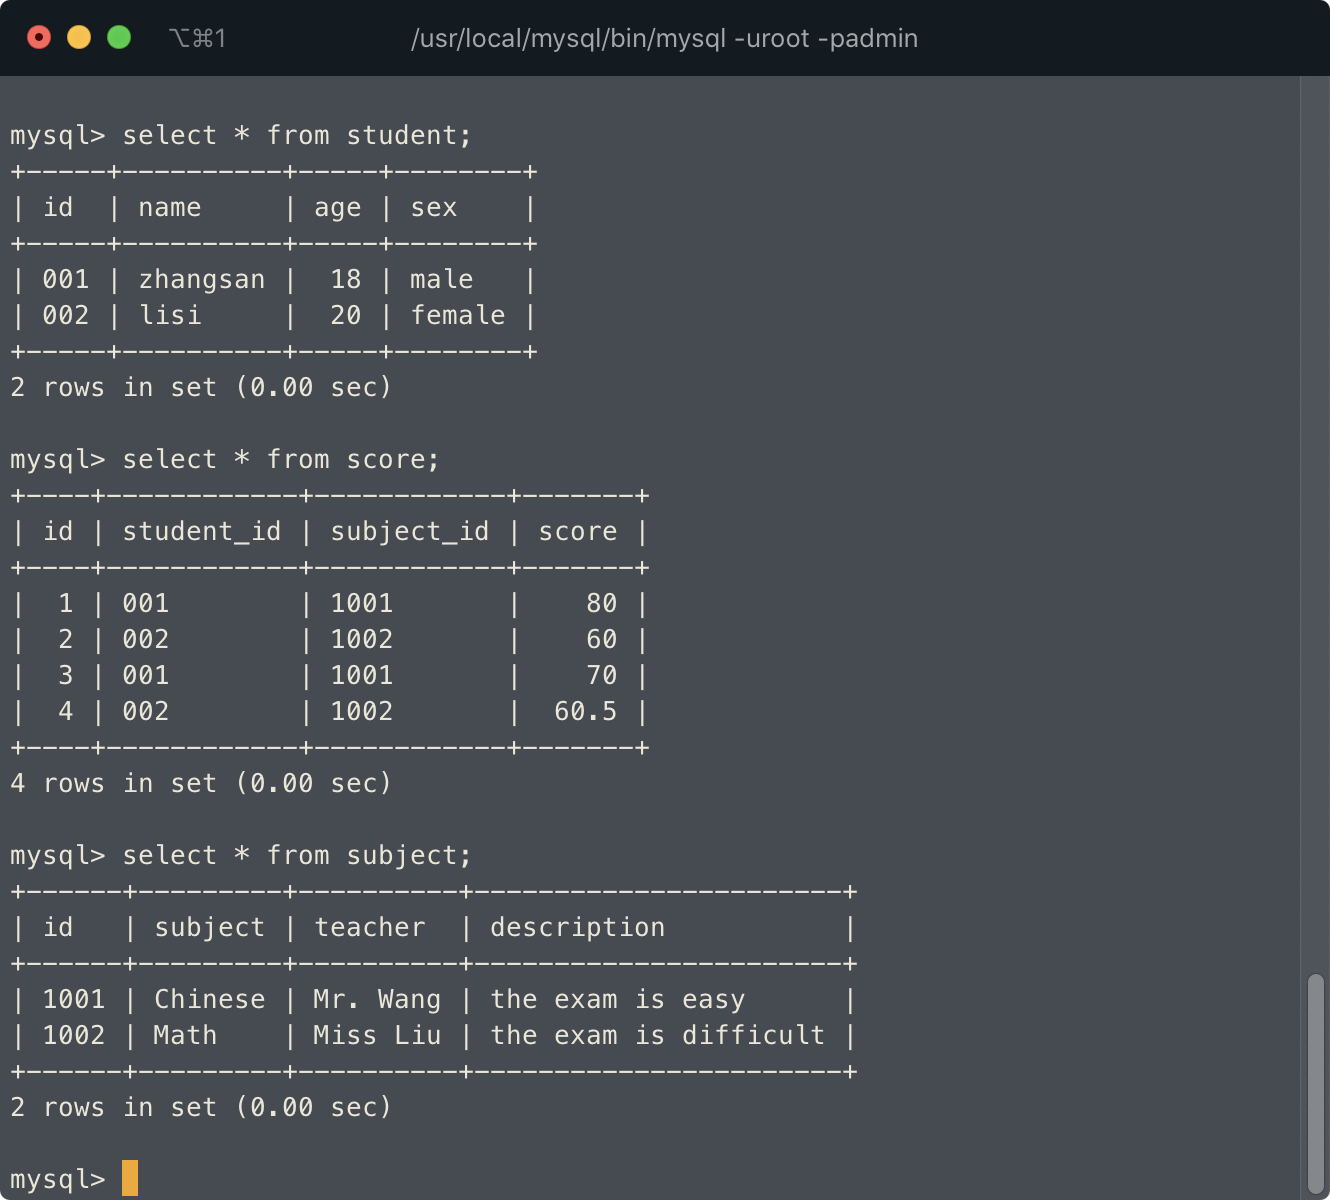 ⌥⌘1 /usr/local/mysql/bin/mysql -uroot -padmin
mysql> select * from student;
+-----+----------+-----+--------+
| id  | name     | age | sex    |
+-----+----------+-----+--------+
| 001 | zhangsan |  18 | male   |
| 002 | lisi     |  20 | female |
+-----+----------+-----+--------+
2 rows in set (0.00 sec)
mysql> select * from score;
+----+------------+------------+-------+
| id | student_id | subject_id | score |
+----+------------+------------+-------+
|  1 | 001        | 1001       |    80 |
|  2 | 002        | 1002       |    60 |
|  3 | 001        | 1001       |    70 |
|  4 | 002        | 1002       |  60.5 |
+----+------------+------------+-------+
4 rows in set (0.00 sec)
mysql> select * from subject;
+------+---------+----------+-----------------------+
| id   | subject | teacher  | description           |
+------+---------+----------+-----------------------+
| 1001 | Chinese | Mr. Wang | the exam is easy      |
| 1002 | Math    | Miss Liu | the exam is difficult |
+------+---------+----------+-----------------------+
2 rows in set (0.00 sec)
mysql>